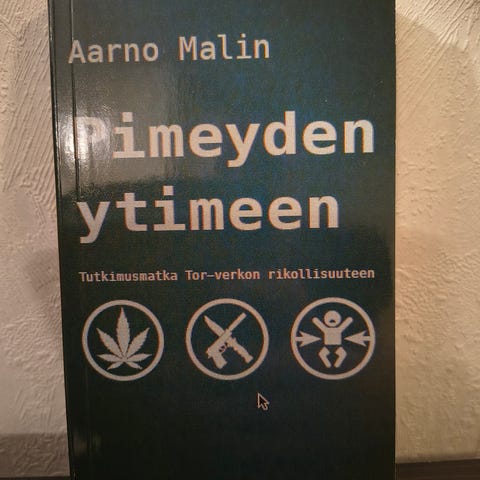 Aarno Malin
Pimeyden
ytimeen
Tutkimusmatka Tor-verkon rikollisuuteen